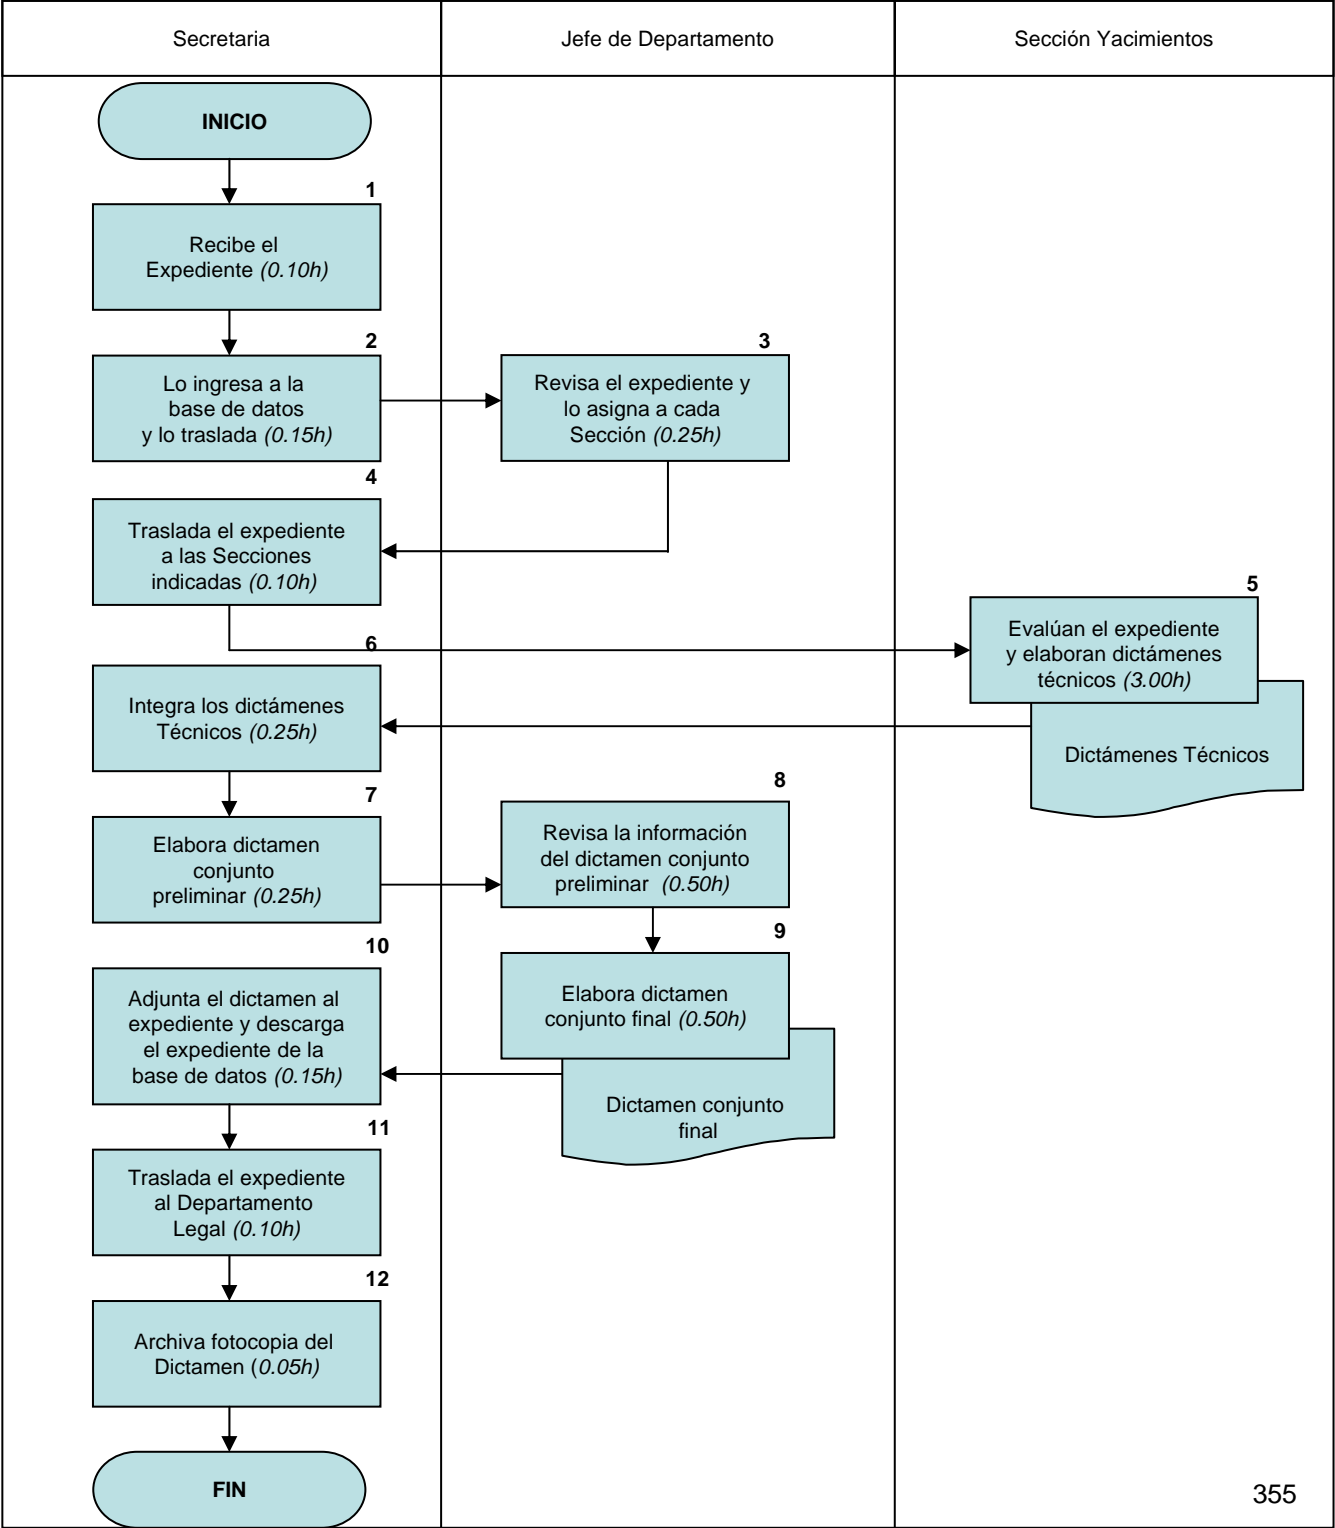 Secretaria
Jefe de Departamento
Sección Yacimientos
INICIO
1
Recibe el
Expediente (0.10h)
2
Lo ingresa a la
base de datos
y lo traslada (0.15h)
3
Revisa el expediente y
lo asigna a cada
Sección (0.25h)
4
Traslada el expediente
a las Secciones
indicadas (0.10h)
5
Evalúan el expediente
y elaboran dictámenes
técnicos (3.00h)
Dictámenes Técnicos
6
Integra los dictámenes
Técnicos (0.25h)
7
Elabora dictamen
conjunto
preliminar (0.25h)
8
Revisa la información
del dictamen conjunto
preliminar (0.50h)
9
Elabora dictamen
conjunto final (0.50h)
Dictamen conjunto
final
10
Adjunta el dictamen al
expediente y descarga
el expediente de la
base de datos (0.15h)
11
Traslada el expediente
al Departamento
Legal (0.10h)
12
Archiva fotocopia del
Dictamen (0.05h)
FIN
355